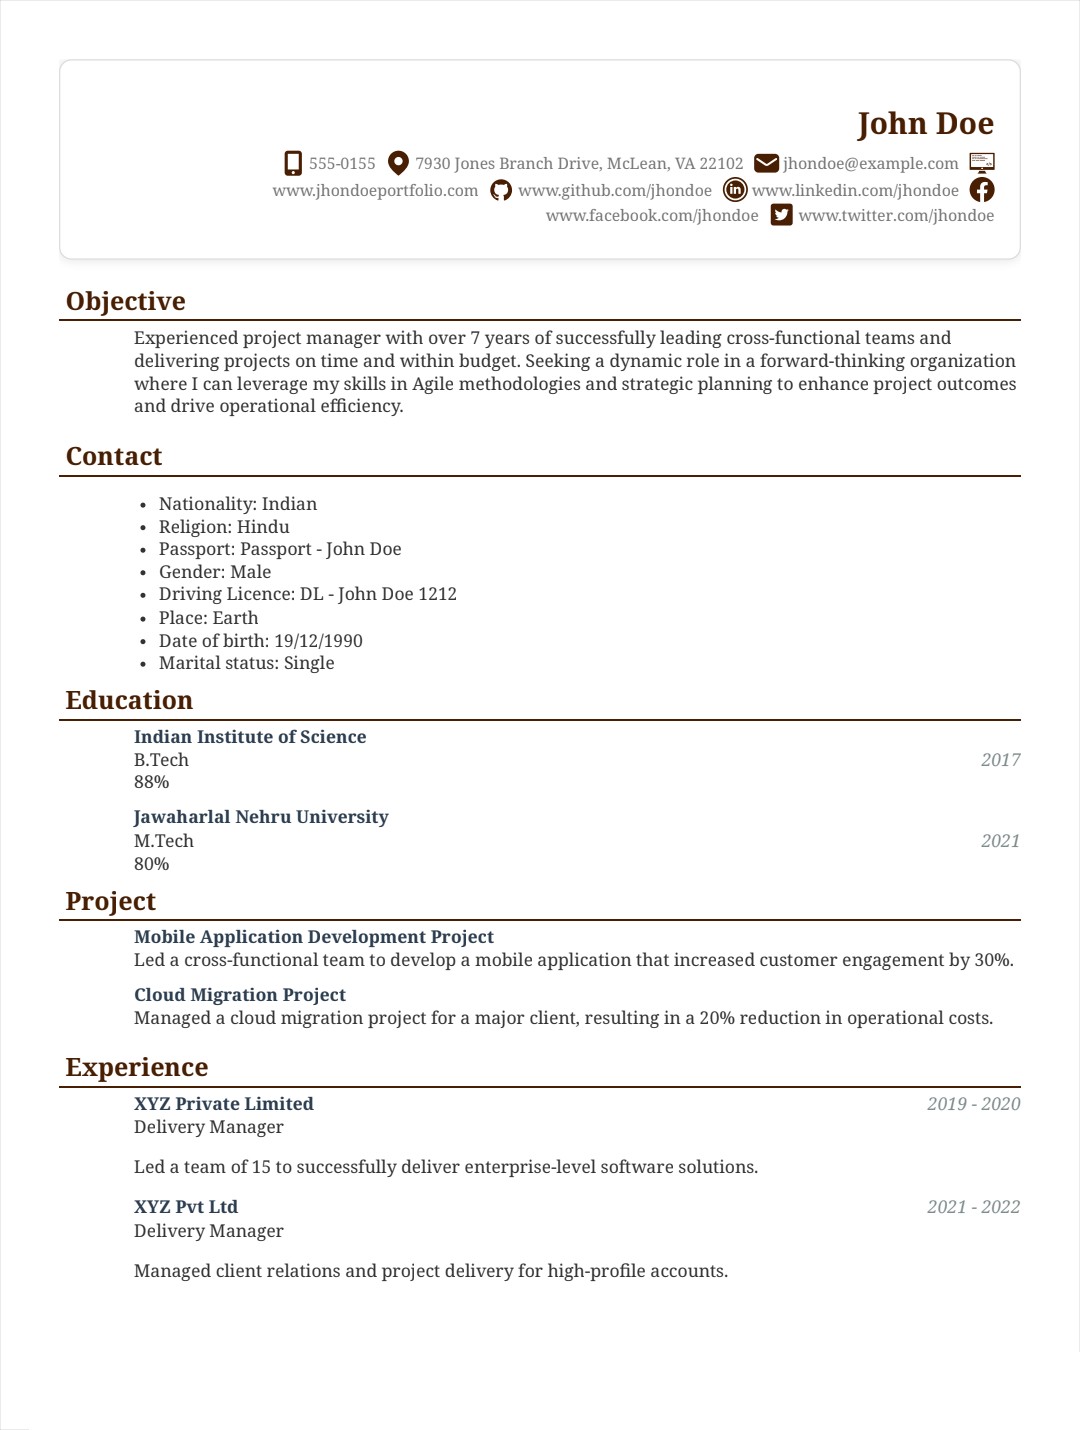 John Doe
555-0155 7930 Jones Branch Drive, McLean, VA 22102 jhondoe@example.com
www.jhondoeportfolio.com www.github.com/jhondoe www.linkedin.com/jhondoe
www.facebook.com/jhondoe www.twitter.com/jhondoe
Objective
Experienced project manager with over 7 years of successfully leading cross-functional teams and
delivering projects on time and within budget. Seeking a dynamic role in a forward-thinking organization
where I can leverage my skills in Agile methodologies and strategic planning to enhance project outcomes
and drive operational efficiency.
Contact
• Nationality: Indian
• Religion: Hindu
• Passport: Passport - John Doe
• Gender: Male
• Driving Licence: DL - John Doe 1212
• Place: Earth
• Date of birth: 19/12/1990
• Marital status: Single
Education
Indian Institute of Science
B.Tech 2017
88%
Jawaharlal Nehru University
M.Tech 2021
80%
Project
Mobile Application Development Project
Led a cross-functional team to develop a mobile application that increased customer engagement by 30%.
Cloud Migration Project
Managed a cloud migration project for a major client, resulting in a 20% reduction in operational costs.
Experience
XYZ Private Limited 2019 - 2020
Delivery Manager
Led a team of 15 to successfully deliver enterprise-level software solutions.
XYZ Pvt Ltd 2021 - 2022
Delivery Manager
Managed client relations and project delivery for high-profile accounts.